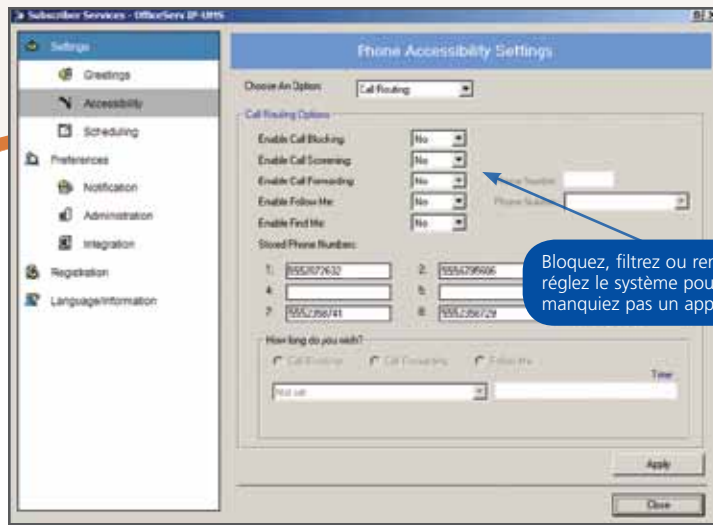 Subscriber Services - OfficeServ IP-UMS
Settings
Greetings
Accessibility
Scheduling
Preferences
Notification
Administration
Integration
Registration
Language/Information
Phone Accessibility Settings
Choose An Option: Call Routing
Call Routing Options
Enable Call Blocking: No
Enable Call Screening: No
Enable Call Forwarding: No Phone Number:
Enable Follow Me: No Phone Number:
Enable Find Me: No
Stored Phone Numbers:
1: 5552072632 2:
4: 5:
7: 8:
How long do you wish?
Call Blocking Call Forwarding Follow Me
Not set Time:
Apply
Close
Bloquez, filtrez ou ren
réglez le système pou
manquiez pas un app